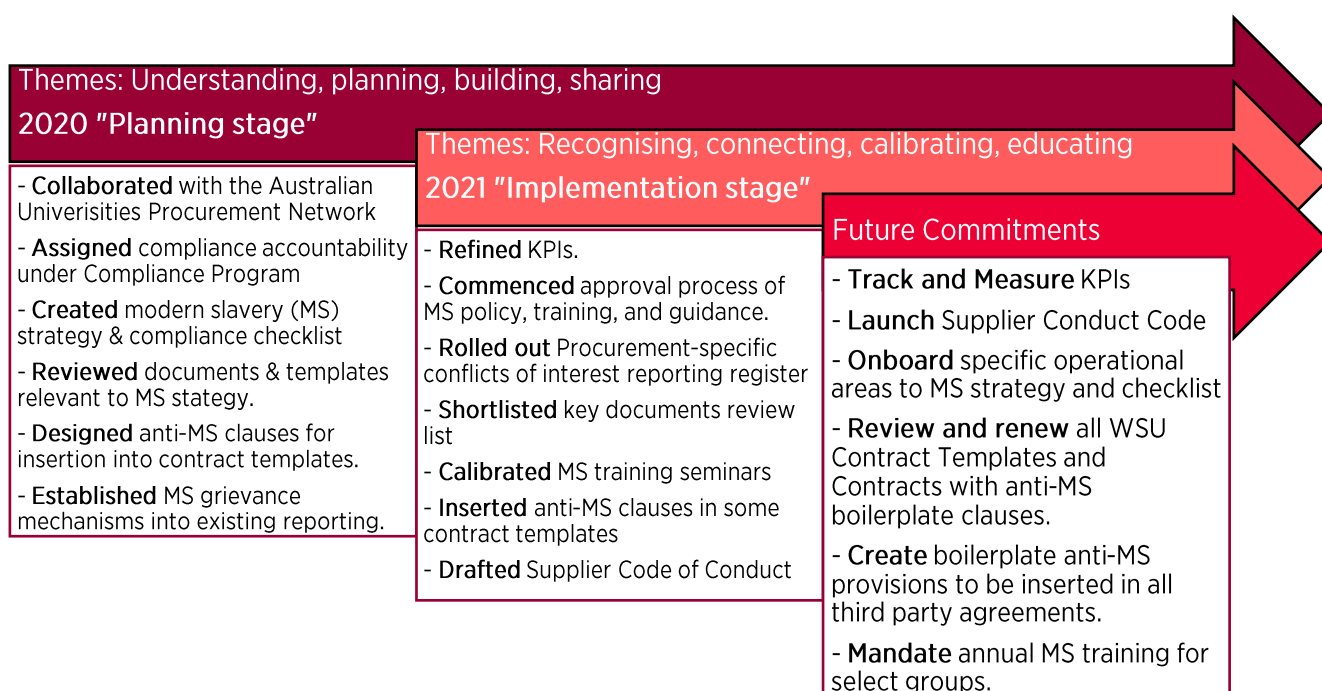 Themes: Understanding, planning, building, sharing
2020 "Planning stage"
- Collaborated with the Australian
Univerisities Procurement Network
- Assigned compliance accountability
under Compliance Program
- Created modern slavery (MS)
strategy & compliance checklist
- Reviewed documents & templates
relevant to MS stategy.
- Designed anti-MS clauses for
insertion into contract templates.
- Established MS grievance
mechanisms into existing reporting.
Themes: Recognising, connecting, calibrating, educating
2021 "Implementation stage"
- Refined KPIs.
- Commenced approval process of
MS policy, training, and guidance.
- Rolled out Procurement-specific
conflicts of interest reporting register
- Shortlisted key documents review
list
- Calibrated MS training seminars
- Inserted anti-MS clauses in some
contract templates
- Drafted Supplier Code of Conduct
Future Commitments
- Track and Measure KPIs
- Launch Supplier Conduct Code
- Onboard specific operational
areas to MS strategy and checklist
- Review and renew all WSU
Contract Templates and
Contracts with anti-MS
boilerplate clauses.
- Create boilerplate anti-MS
provisions to be inserted in all
third party agreements.
- Mandate annual MS training for
select groups.